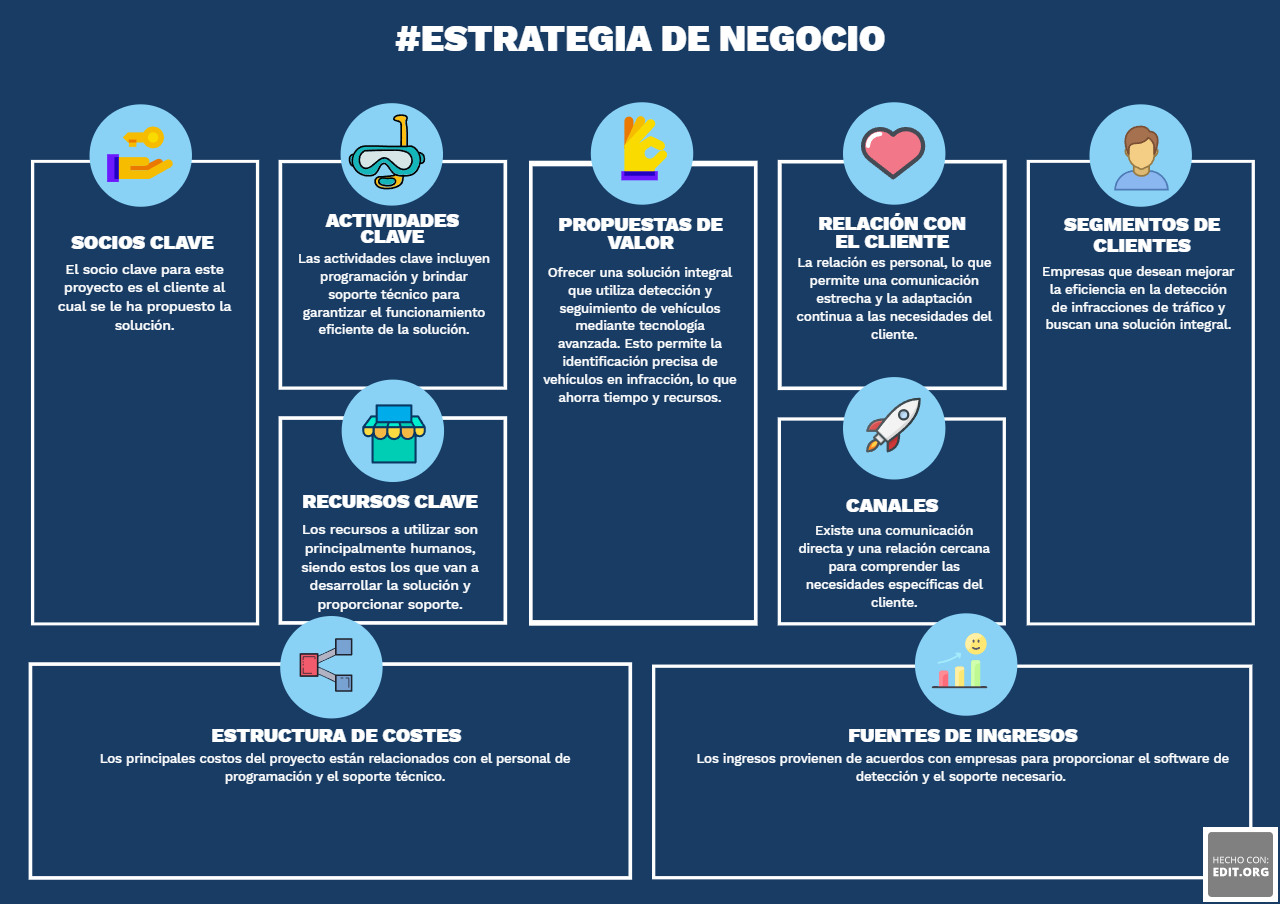 #ESTRATEGIA DE NEGOCIO
SOCIOS CLAVE
El socio clave para este
proyecto es el cliente al
cual se le ha propuesto la
solución.
ACTIVIDADES
CLAVE
Las actividades clave incluyen
programación y brindar
soporte técnico para
garantizar el funcionamiento
eficiente de la solución.
RECURSOS CLAVE
Los recursos a utilizar son
principalmente humanos,
siendo estos los que van a
desarrollar la solución y
proporcionar soporte.
PROPUESTAS DE
VALOR
Ofrecer una solución integral
que utiliza detección y
seguimiento de vehículos
mediante tecnología
avanzada. Esto permite la
identificación precisa de
vehículos en infracción, lo que
ahorra tiempo y recursos.
RELACIÓN CON
EL CLIENTE
La relación es personal, lo que
permite una comunicación
estrecha y la adaptación
continua a las necesidades del
cliente.
CANALES
Existe una comunicación
directa y una relación cercana
para comprender las
necesidades específicas del
cliente.
SEGMENTOS DE
CLIENTES
Empresas que desean mejorar
la eficiencia en la detección
de infracciones de tráfico y
buscan una solución integral.
ESTRUCTURA DE COSTES
Los principales costos del proyecto están relacionados con el personal de
programación y el soporte técnico.
FUENTES DE INGRESOS
Los ingresos provienen de acuerdos con empresas para proporcionar el software de
detección y el soporte necesario.
HECHO CON:
EDIT.ORG